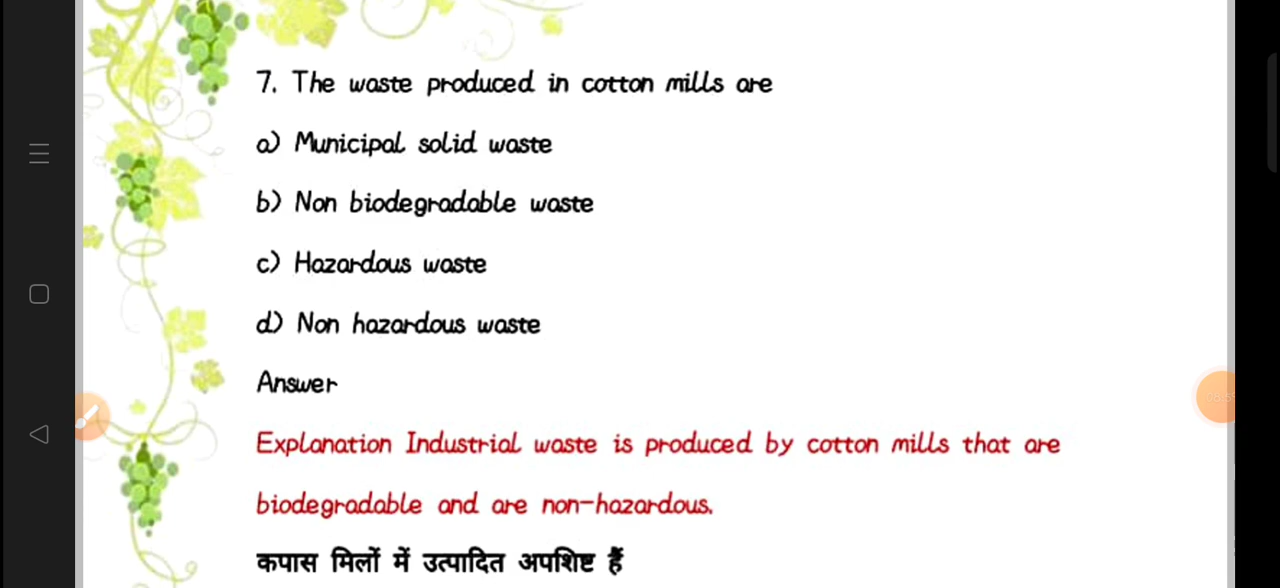 7. The waste produced in cotton mills are
a) Municipal solid waste
b) Non biodegradable waste
c) Hazardous waste
d) Non hazardous waste
Answer
Explanation Industrial waste is produced by cotton mills that are
biodegradable and are non-hazardous.
कपास मिलों में उत्पादित अपशिष्ट हैं